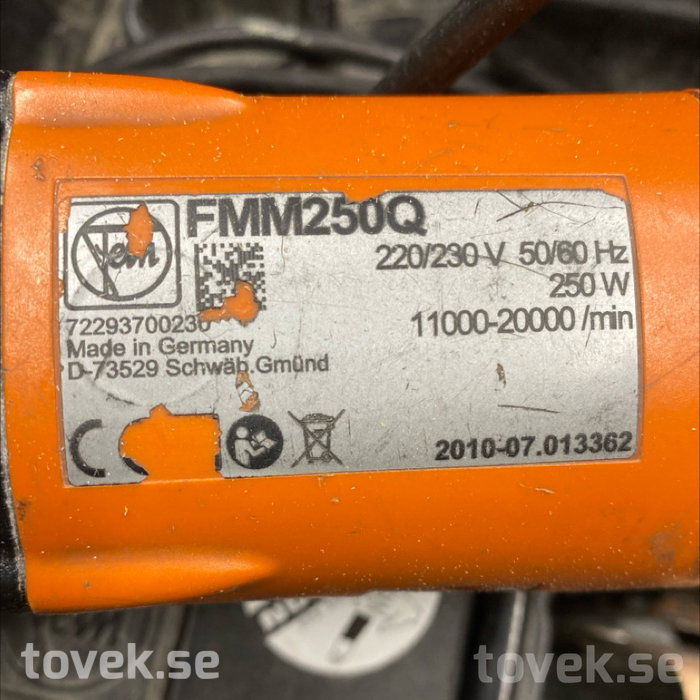 Fein
FMM250Q
220/230 V 50/60 Hz
250 W
11000-20000 /min
72293700230
Made in Germany
D-73529 Schwäb.Gmünd
2010-07.013362
tovek.se
tovek.se